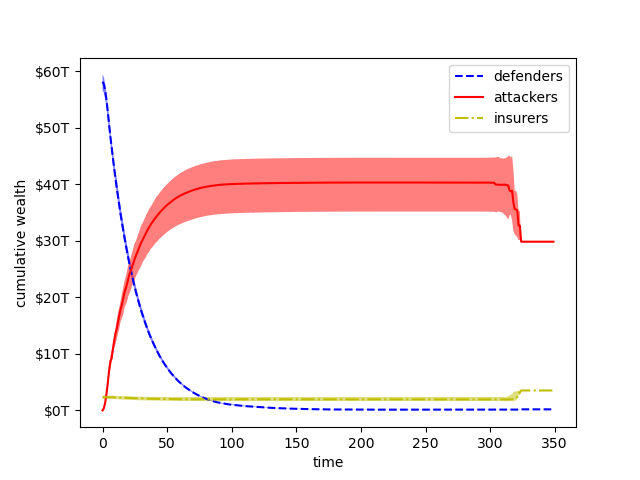 $60T
$50T
$40T
$30T
$20T
$10T
$0T
cumulative wealth
defenders
attackers
insurers
0 50 100 150 200 250 300 350
time